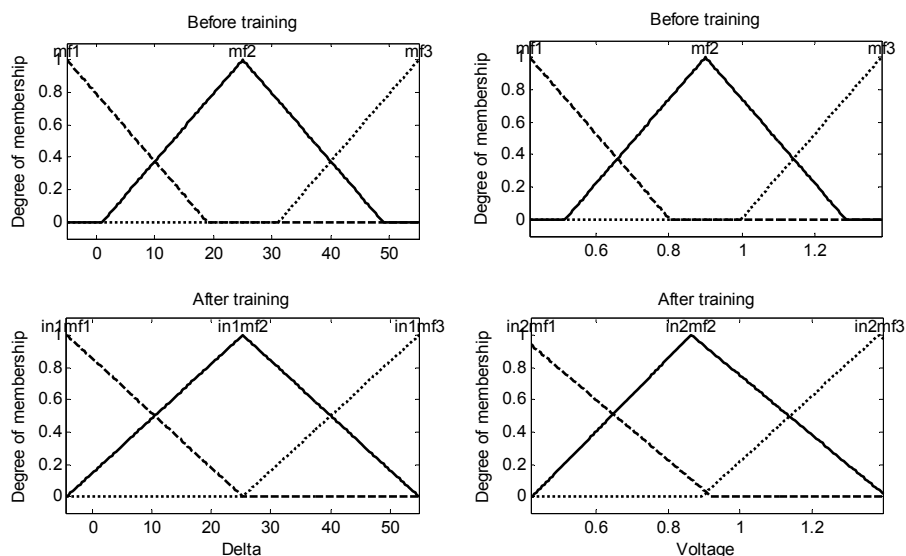 Before training
mf1 mf2 mf3
Degree of membership
1
0.8
0.6
0.4
0.2
0
0 10 20 30 40 50
Before training
mf1 mf2 mf3
Degree of membership
1
0.8
0.6
0.4
0.2
0
0.6 0.8 1 1.2
After training
in1mf1 in1mf2 in1mf3
Degree of membership
1
0.8
0.6
0.4
0.2
0
0 10 20 30 40 50
Delta
After training
in2mf1 in2mf2 in2mf3
Degree of membership
1
0.8
0.6
0.4
0.2
0
0.6 0.8 1 1.2
Voltage